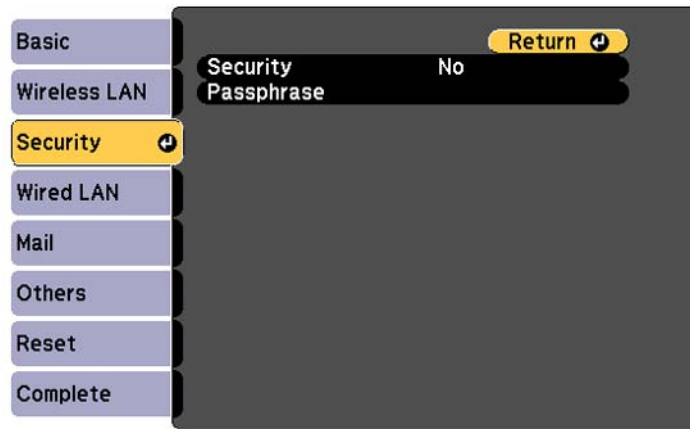 Basic
Wireless LAN
Security
Wired LAN
Mail
Others
Reset
Complete
Return
Security No
Passphrase